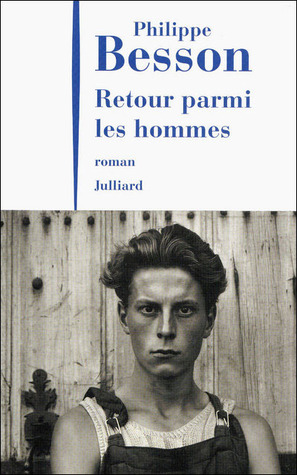 Philippe
Besson
Retour parmi
les hommes
roman
Julliard